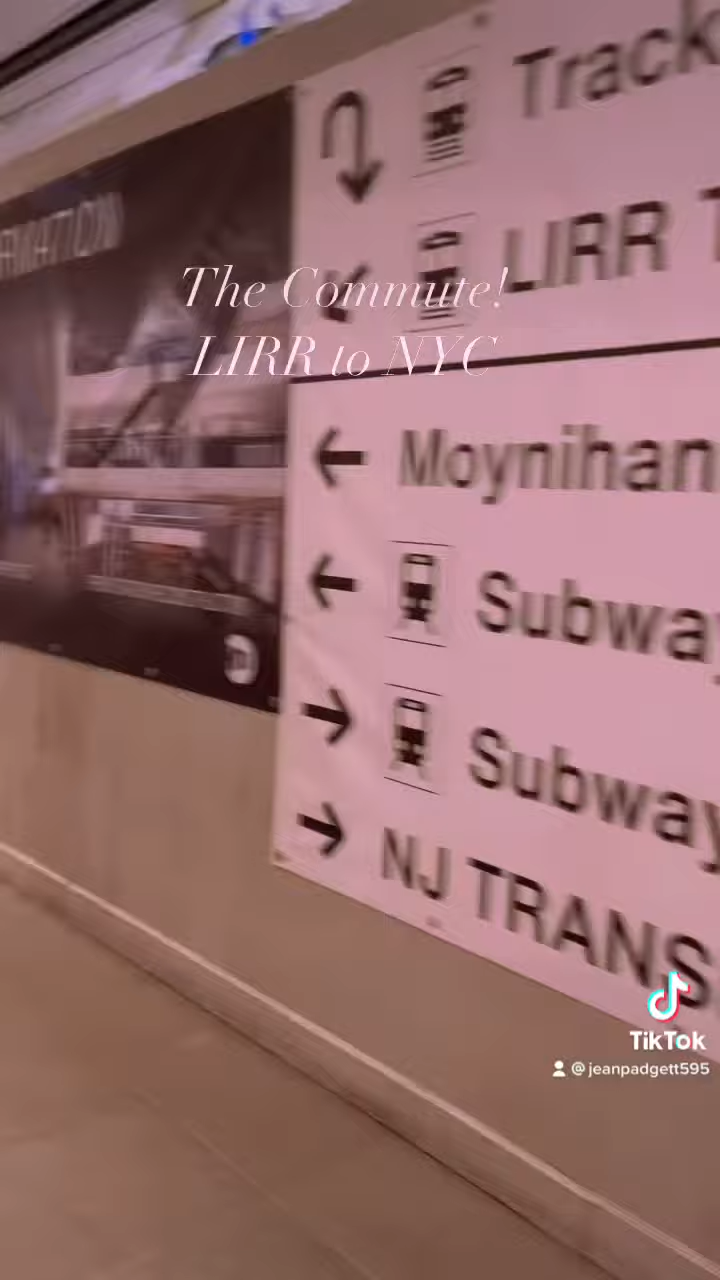 Track
LIRR T
The Commute!
LIRR to NYC
Moynihan
Subway
Subway
NJ TRANS
TikTok
@jeanpadgett595